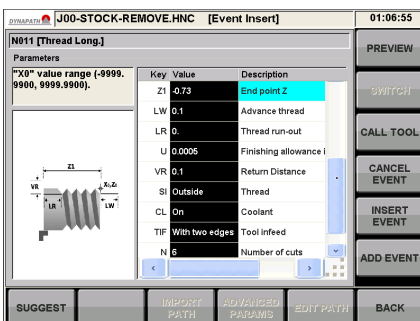 DYNAPATH J00-STOCK-REMOVE.HNC [Event Insert] 01:06:55
N011 [Thread Long.]
Parameters
"X0" value range (-9999.
9900, 9999.9900).
Key Value Description
Z1 -0.73 End point Z
LW 0.1 Advance thread
LR 0. Thread run-out
U 0.0005 Finishing allowance i
VR 0.1 Return Distance
SI Outside Thread
CL On Coolant
TIF With two edges Tool infeed
N 6 Number of cuts
Z1
VR
X₀,Z₀
LR
LW
PREVIEW
SWITCH
CALL TOOL
CANCEL
EVENT
INSERT
EVENT
ADD EVENT
SUGGEST
IMPORT
PATH
ADVANCED
PARAMS
EDIT PATH
BACK